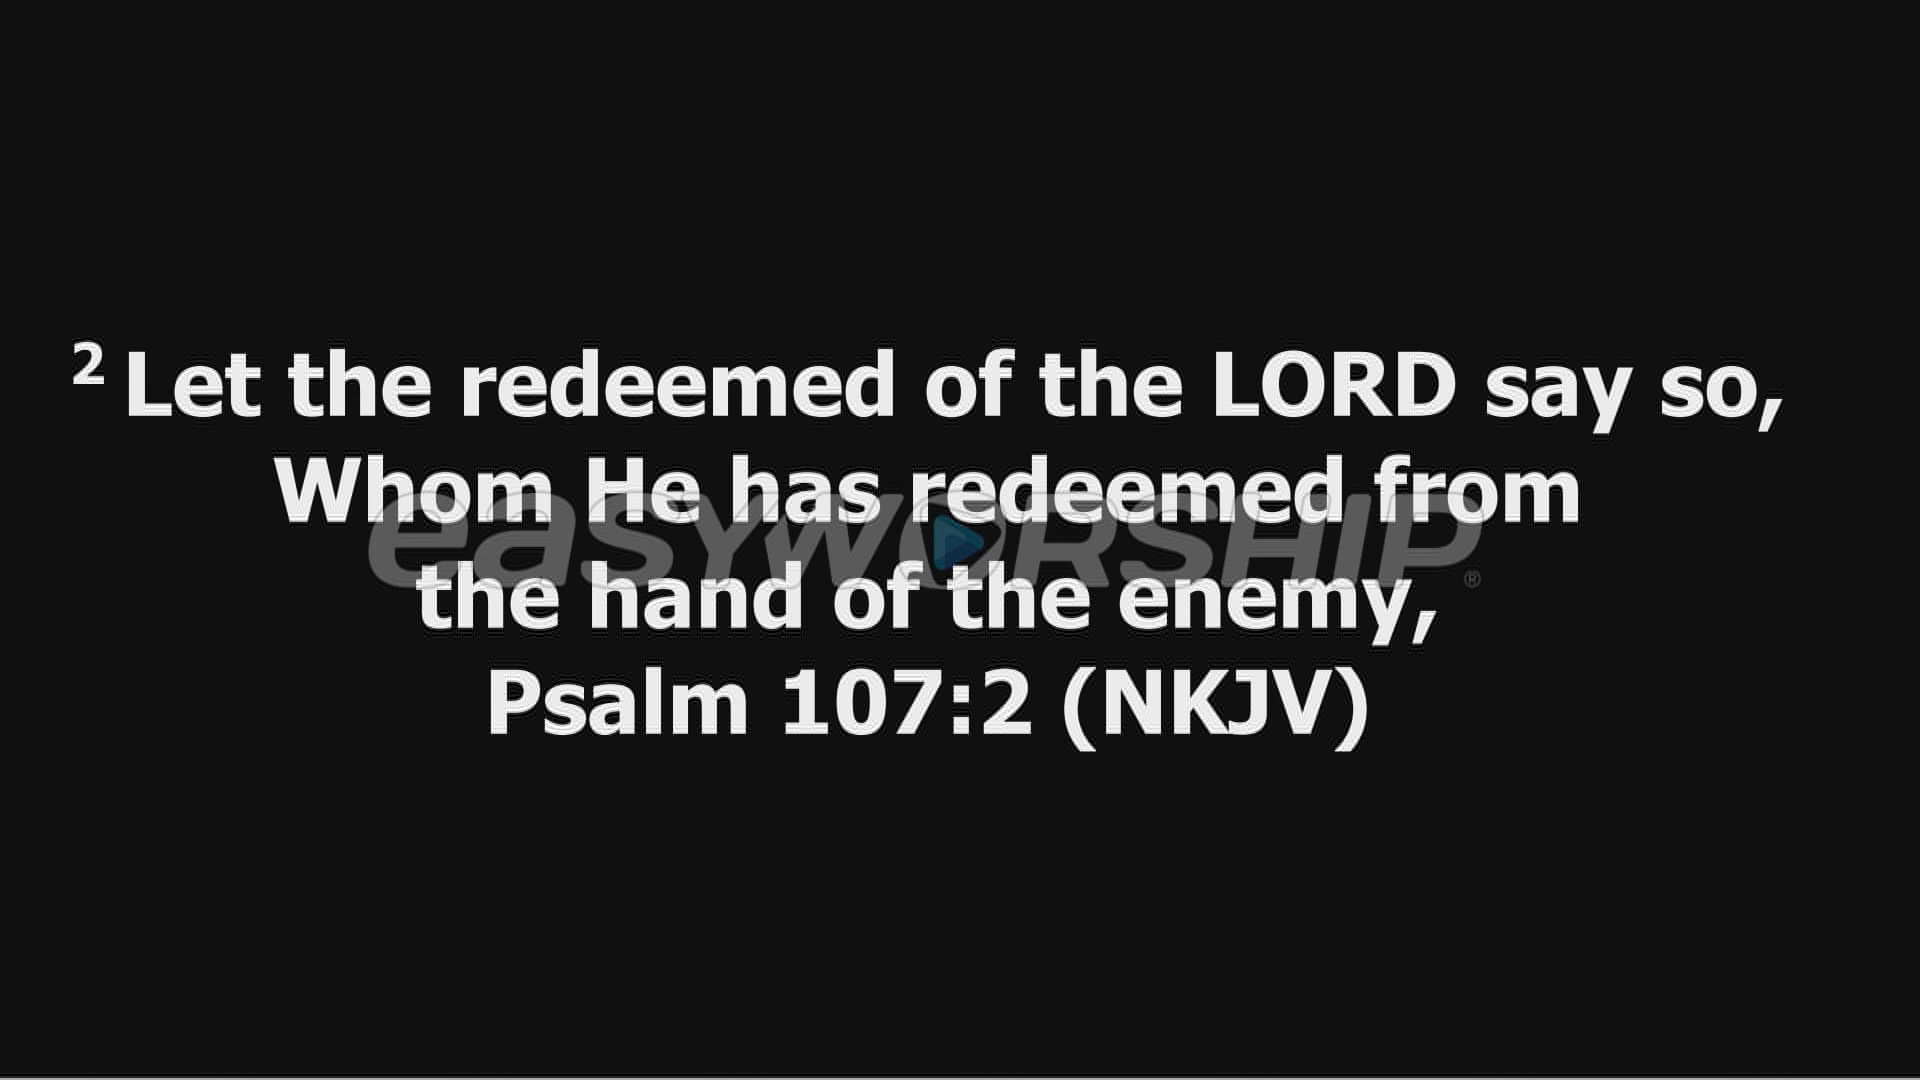 ² Let the redeemed of the LORD say so,
Whom He has redeemed from
easyWORSHIP®
the hand of the enemy,
Psalm 107:2 (NKJV)